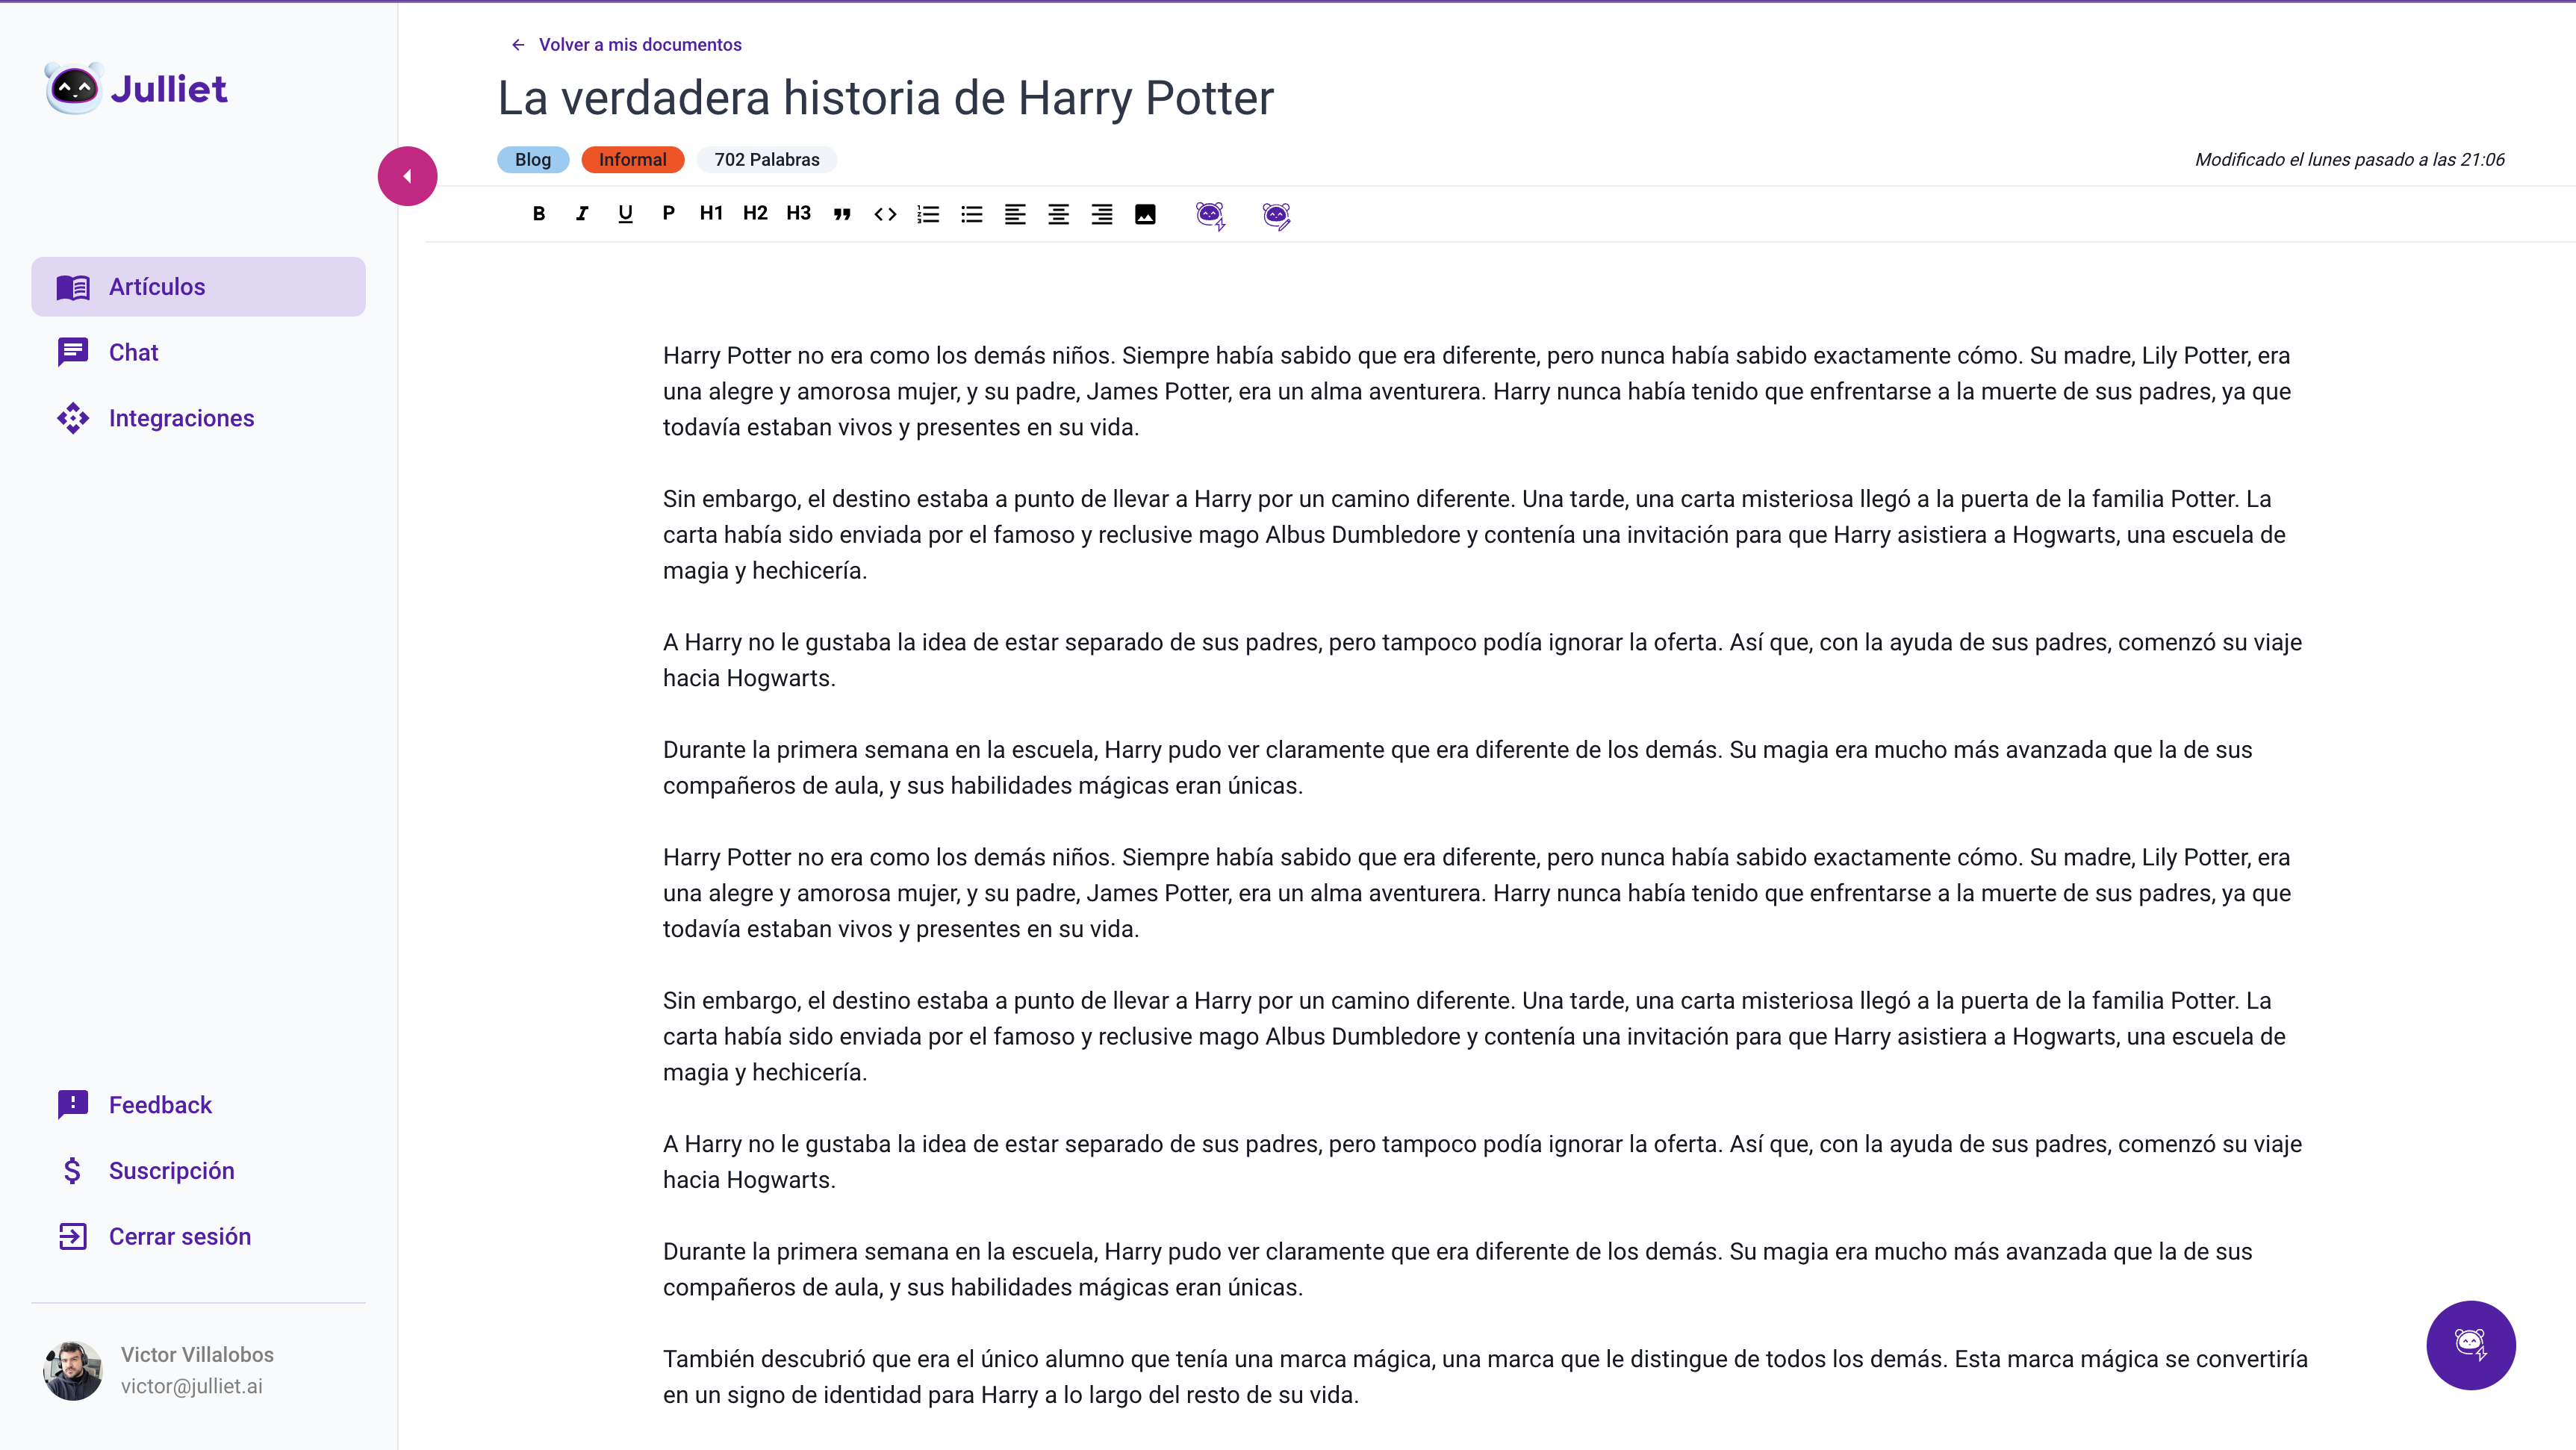 Julliet
Artículos
Chat
Integraciones
Feedback
Suscripción
Cerrar sesión
Victor Villalobos
victor@julliet.ai
Volver a mis documentos
La verdadera historia de Harry Potter
Blog Informal 702 Palabras
Modificado el lunes pasado a las 21:06
B I U P H1 H2 H3
Harry Potter no era como los demás niños. Siempre había sabido que era diferente, pero nunca había sabido exactamente cómo. Su madre, Lily Potter, era
una alegre y amorosa mujer, y su padre, James Potter, era un alma aventurera. Harry nunca había tenido que enfrentarse a la muerte de sus padres, ya que
todavía estaban vivos y presentes en su vida.
Sin embargo, el destino estaba a punto de llevar a Harry por un camino diferente. Una tarde, una carta misteriosa llegó a la puerta de la familia Potter. La
carta había sido enviada por el famoso y reclusive mago Albus Dumbledore y contenía una invitación para que Harry asistiera a Hogwarts, una escuela de
magia y hechicería.
A Harry no le gustaba la idea de estar separado de sus padres, pero tampoco podía ignorar la oferta. Así que, con la ayuda de sus padres, comenzó su viaje
hacia Hogwarts.
Durante la primera semana en la escuela, Harry pudo ver claramente que era diferente de los demás. Su magia era mucho más avanzada que la de sus
compañeros de aula, y sus habilidades mágicas eran únicas.
Harry Potter no era como los demás niños. Siempre había sabido que era diferente, pero nunca había sabido exactamente cómo. Su madre, Lily Potter, era
una alegre y amorosa mujer, y su padre, James Potter, era un alma aventurera. Harry nunca había tenido que enfrentarse a la muerte de sus padres, ya que
todavía estaban vivos y presentes en su vida.
Sin embargo, el destino estaba a punto de llevar a Harry por un camino diferente. Una tarde, una carta misteriosa llegó a la puerta de la familia Potter. La
carta había sido enviada por el famoso y reclusive mago Albus Dumbledore y contenía una invitación para que Harry asistiera a Hogwarts, una escuela de
magia y hechicería.
A Harry no le gustaba la idea de estar separado de sus padres, pero tampoco podía ignorar la oferta. Así que, con la ayuda de sus padres, comenzó su viaje
hacia Hogwarts.
Durante la primera semana en la escuela, Harry pudo ver claramente que era diferente de los demás. Su magia era mucho más avanzada que la de sus
compañeros de aula, y sus habilidades mágicas eran únicas.
También descubrió que era el único alumno que tenía una marca mágica, una marca que le distingue de todos los demás. Esta marca mágica se convertiría
en un signo de identidad para Harry a lo largo del resto de su vida.